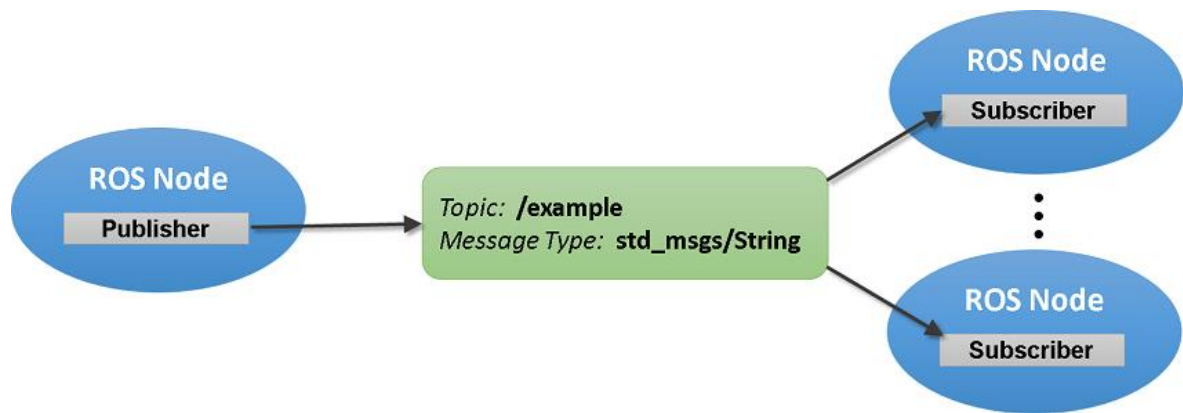 ROS Node
Publisher
Topic: /example
Message Type: std_msgs/String
ROS Node
Subscriber
ROS Node
Subscriber